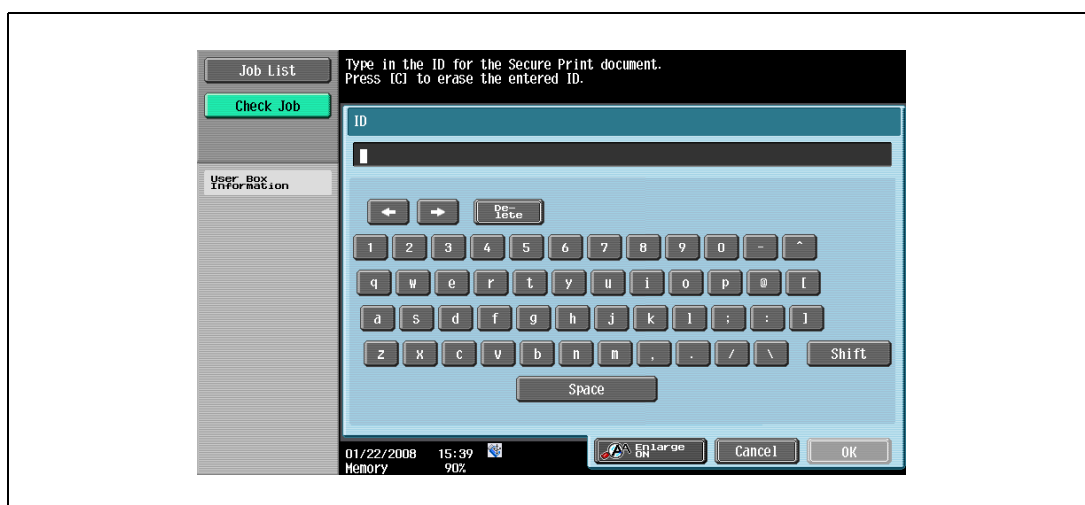 Job List
Check Job
User Box
Information
Type in the ID for the Secure Print document.
Press [C] to erase the entered ID.
ID
← → De-
lete
1 2 3 4 5 6 7 8 9 0 - ^
q w e r t y u i o p @ [
a s d f g h j k l ; : ]
z x c v b n m , . / \ Shift
Space
01/22/2008 15:39
Memory 90%
Enlarge
ON
Cancel
OK